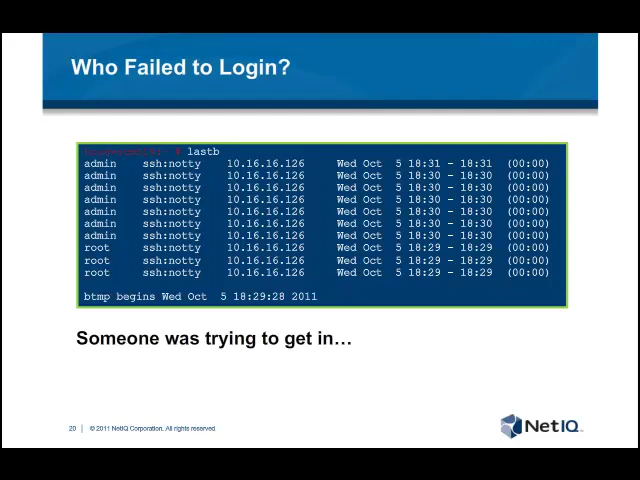 Who Failed to Login?
# lastb
admin ssh:notty 10.16.16.126 Wed Oct 5 18:31 - 18:31 (00:00)
admin ssh:notty 10.16.16.126 Wed Oct 5 18:30 - 18:30 (00:00)
admin ssh:notty 10.16.16.126 Wed Oct 5 18:30 - 18:30 (00:00)
admin ssh:notty 10.16.16.126 Wed Oct 5 18:30 - 18:30 (00:00)
admin ssh:notty 10.16.16.126 Wed Oct 5 18:30 - 18:30 (00:00)
admin ssh:notty 10.16.16.126 Wed Oct 5 18:30 - 18:30 (00:00)
admin ssh:notty 10.16.16.126 Wed Oct 5 18:30 - 18:30 (00:00)
root ssh:notty 10.16.16.126 Wed Oct 5 18:29 - 18:29 (00:00)
root ssh:notty 10.16.16.126 Wed Oct 5 18:29 - 18:29 (00:00)
root ssh:notty 10.16.16.126 Wed Oct 5 18:29 - 18:29 (00:00)
btmp begins Wed Oct 5 18:29:28 2011
Someone was trying to get in…
20 | © 2011 NetIQ Corporation. All rights reserved.
NetIQ